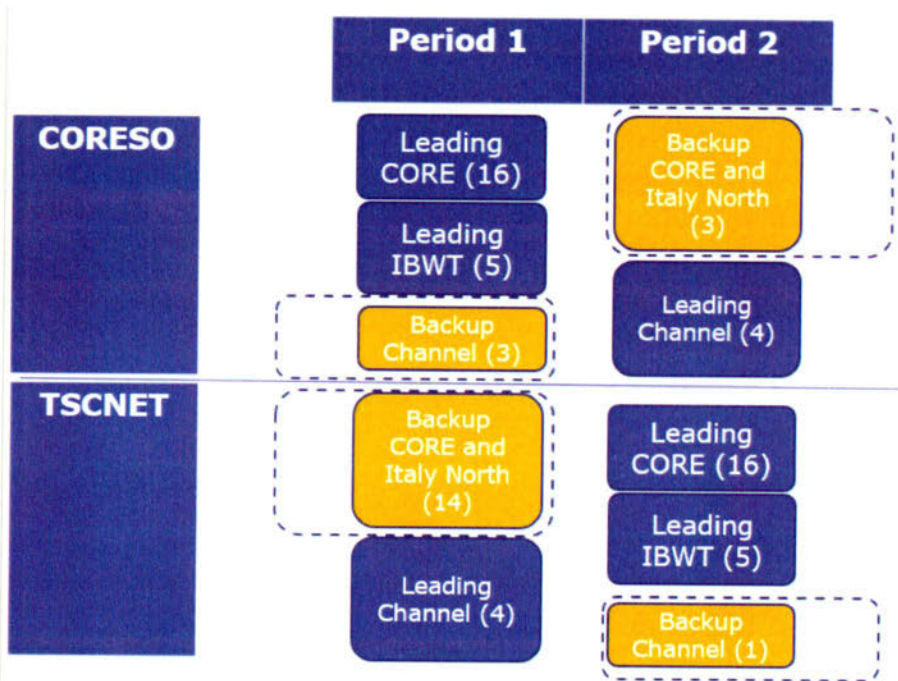 Period 1
Period 2
CORESO
Leading
CORE (16)
Leading
IBWT (5)
Backup
Channel (3)
Backup
CORE and
Italy North
(3)
Leading
Channel (4)
TSCNET
Backup
CORE and
Italy North
(14)
Leading
Channel (4)
Leading
CORE (16)
Leading
IBWT (5)
Backup
Channel (1)